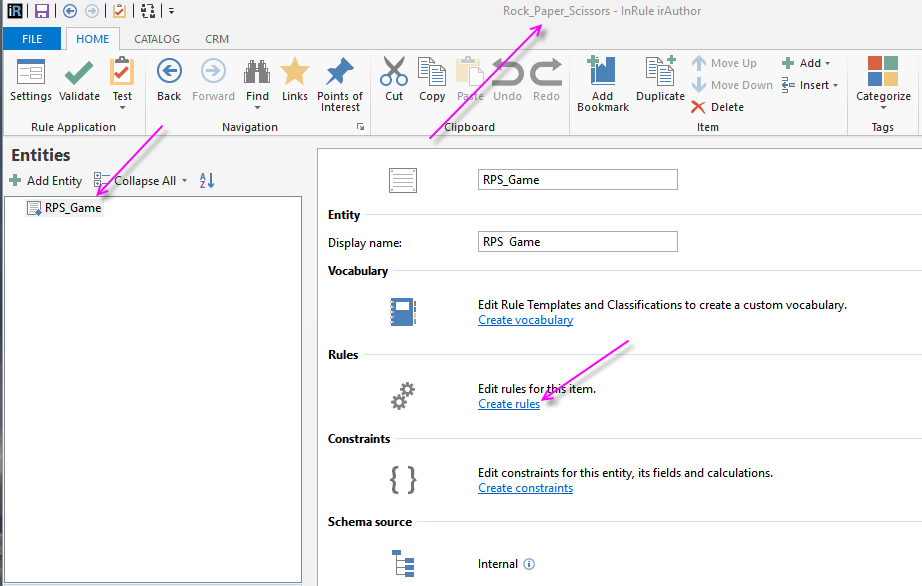 iR
Rock_Paper_Scissors - InRule irAuthor
FILE HOME CATALOG CRM
Settings Validate Test Back Forward Find Links Points of Interest Cut Copy Paste Undo Redo Add Bookmark Duplicate Move Up Move Down Delete Add Insert Categorize
Rule Application Navigation Clipboard Item Tags
Entities
Add Entity Collapse All
RPS_Game
RPS_Game
Entity
Display name: RPS Game
Vocabulary
Edit Rule Templates and Classifications to create a custom vocabulary.
Create vocabulary
Rules
Edit rules for this item.
Create rules
Constraints
Edit constraints for this entity, its fields and calculations.
Create constraints
Schema source
Internal